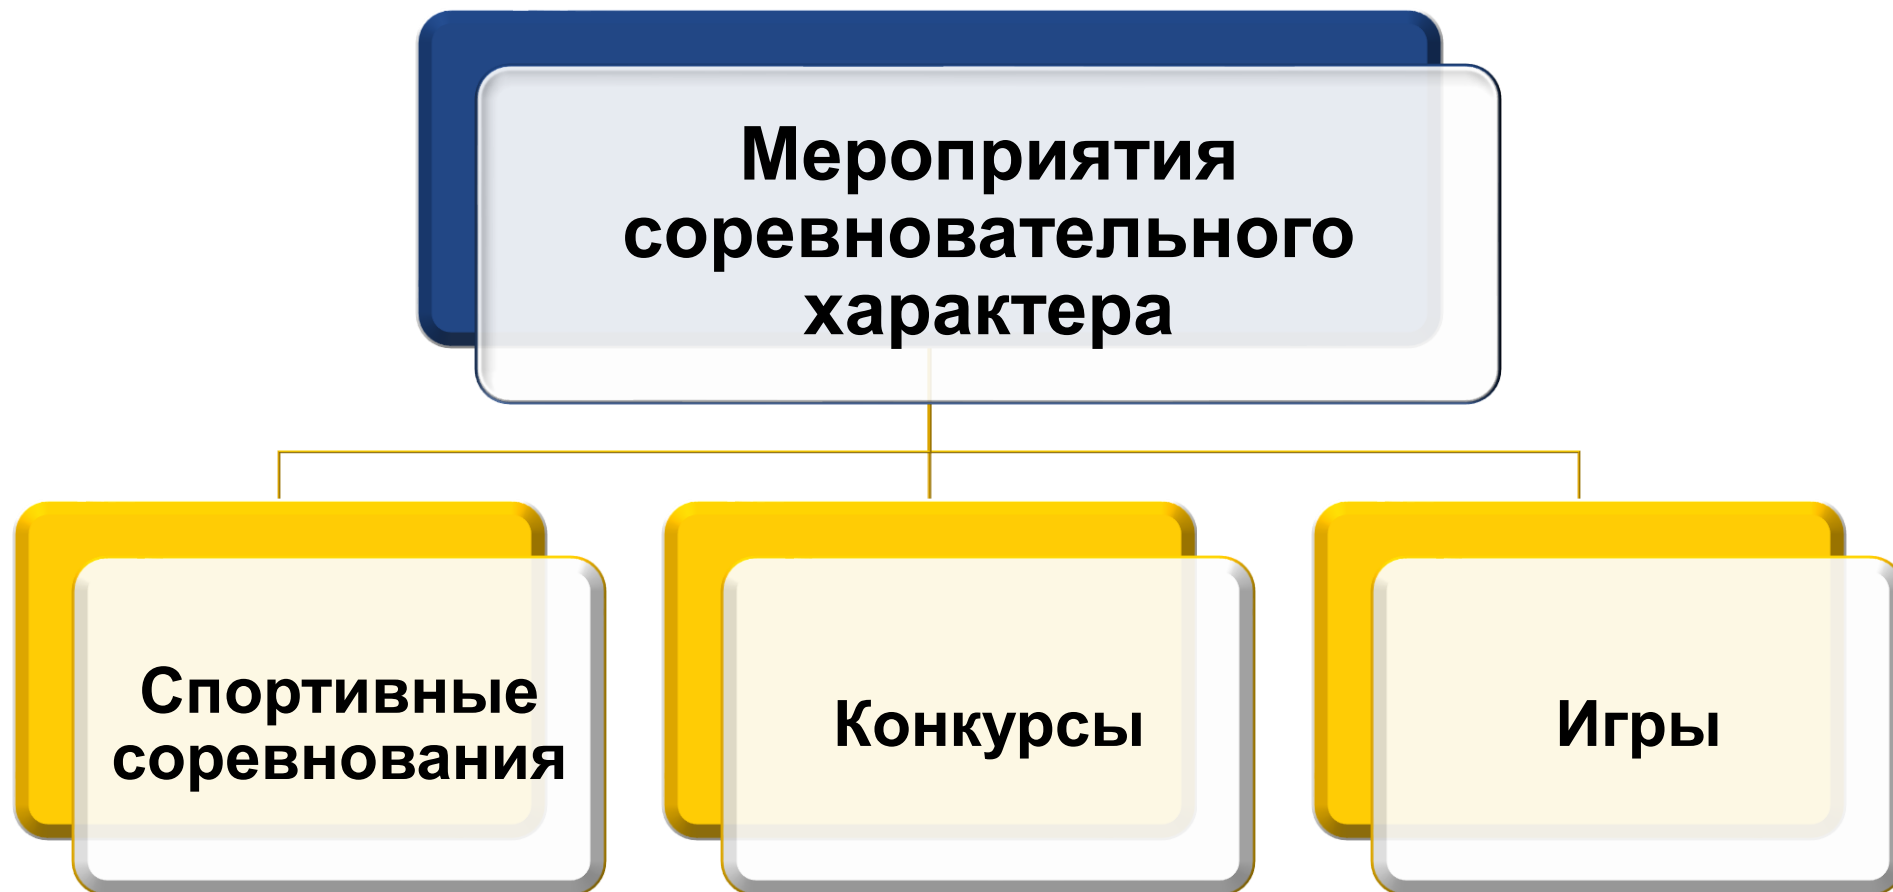 Мероприятия
соревновательного
характера
Спортивные
соревнования
Конкурсы
Игры